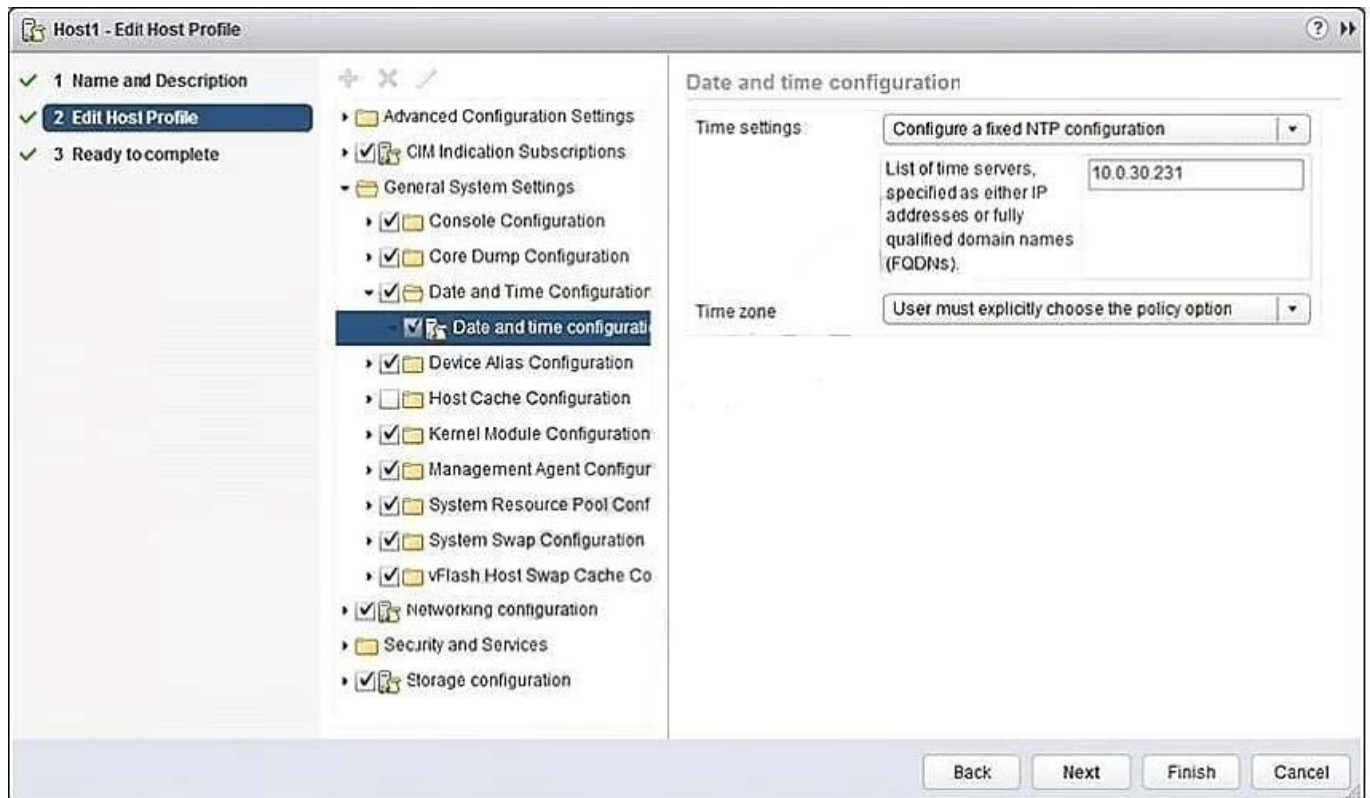 Host1 - Edit Host Profile
1 Name and Description
2 Edit Host Profile
3 Ready to complete
Advanced Configuration Settings
CIM Indication Subscriptions
General System Settings
Console Configuration
Core Dump Configuration
Date and Time Configuration
Date and time configurati
Device Alias Configuration
Host Cache Configuration
Kernel Module Configuration
Management Agent Configur
System Resource Pool Conf
System Swap Configuration
vFlash Host Swap Cache Co
Networking configuration
Security and Services
Storage configuration
Date and time configuration
Time settings
Configure a fixed NTP configuration
List of time servers,
specified as either IP
addresses or fully
qualified domain names
(FQDNs).
10.0.30.231
Time zone
User must explicitly choose the policy option
Back
Next
Finish
Cancel